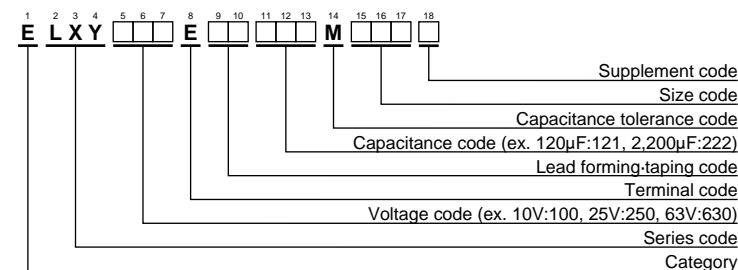 1 2 3 4 5 6 7 8 9 10 11 12 13 14 15 16 17 18
E L X Y □□□ E □□ □□□ M □□□ □
Supplement code
Size code
Capacitance tolerance code
Capacitance code (ex. 120µF:121, 2,200µF:222)
Lead forming·taping code
Terminal code
Voltage code (ex. 10V:100, 25V:250, 63V:630)
Series code
Category